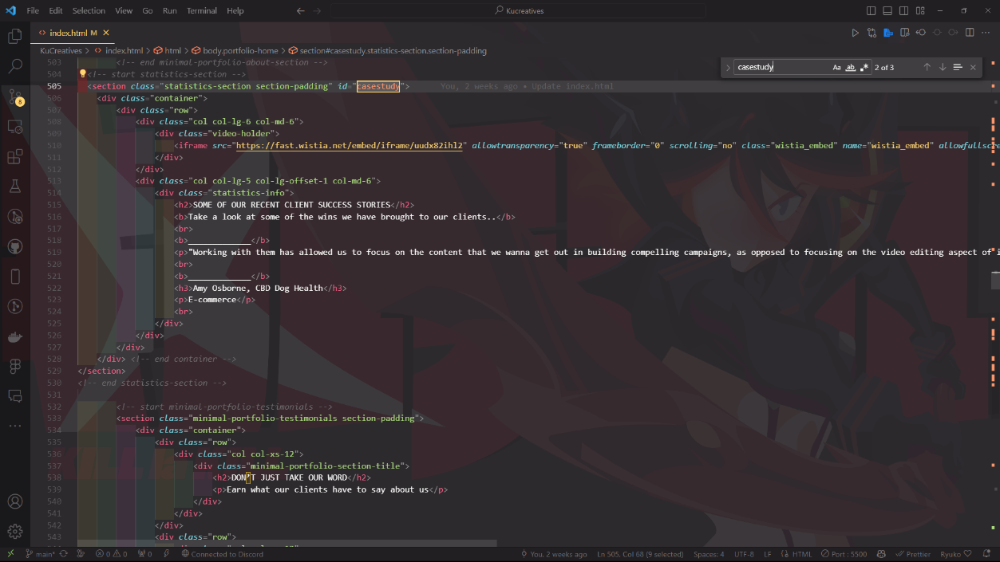 File Edit Selection View Go Run Terminal Help
Kucreatives
index.html M
KuCreatives > index.html > html > body.portfolio-home > section#casestudy.statistics-section.section-padding
casestudy Aa ab .* 2 of 3
503 <!-- end minimal-portfolio-about-section -->
504 <!-- start statistics-section -->
505 <section class="statistics-section section-padding" id="casestudy"> You, 2 weeks ago • Update index.html
506 <div class="container">
507 <div class="row">
508 <div class="col col-lg-6 col-md-6">
509 <div class="video-holder">
510 <iframe src="https://fast.wistia.net/embed/iframe/uudx82ihl2" allowtransparency="true" frameborder="0" scrolling="no" class="wistia_embed" name="wistia_embed" allowfullscre
511 </div>
512 </div>
513 <div class="col col-lg-5 col-lg-offset-1 col-md-6">
514 <div class="statistics-info">
515 <h2>SOME OF OUR RECENT CLIENT SUCCESS STORIES</h2>
516 <b>Take a look at some of the wins we have brought to our clients..</b>
517 <br>
518 <b>_____________</b>
519 <p>"Working with them has allowed us to focus on the content that we wanna get out in building compelling campaigns, as opposed to focusing on the video editing aspect of i
520 <br>
521 <b>_____________</b>
522 <h3>Amy Osborne, CBD Dog Health</h3>
523 <p>E-commerce</p>
524 <br>
525 </div>
526 </div>
527 </div>
528 </div> <!-- end container -->
529 </section>
530 <!-- end statistics-section -->
531
532 <!-- start minimal-portfolio-testimonials -->
533 <section class="minimal-portfolio-testimonials section-padding">
534 <div class="container">
535 <div class="row">
536 <div class="col col-xs-12">
537 <div class="minimal-portfolio-section-title">
538 <h2>DON’T JUST TAKE OUR WORD</h2>
539 <p>Earn what our clients have to say about us</p>
540 </div>
541 </div>
542 </div>
543 <div class="row">
8
main* 0 0 0 Connected to Discord You, 2 weeks ago Ln 505, Col 68 (9 selected) Spaces: 4 UTF-8 LF HTML Port : 5500 Prettier Ryuko